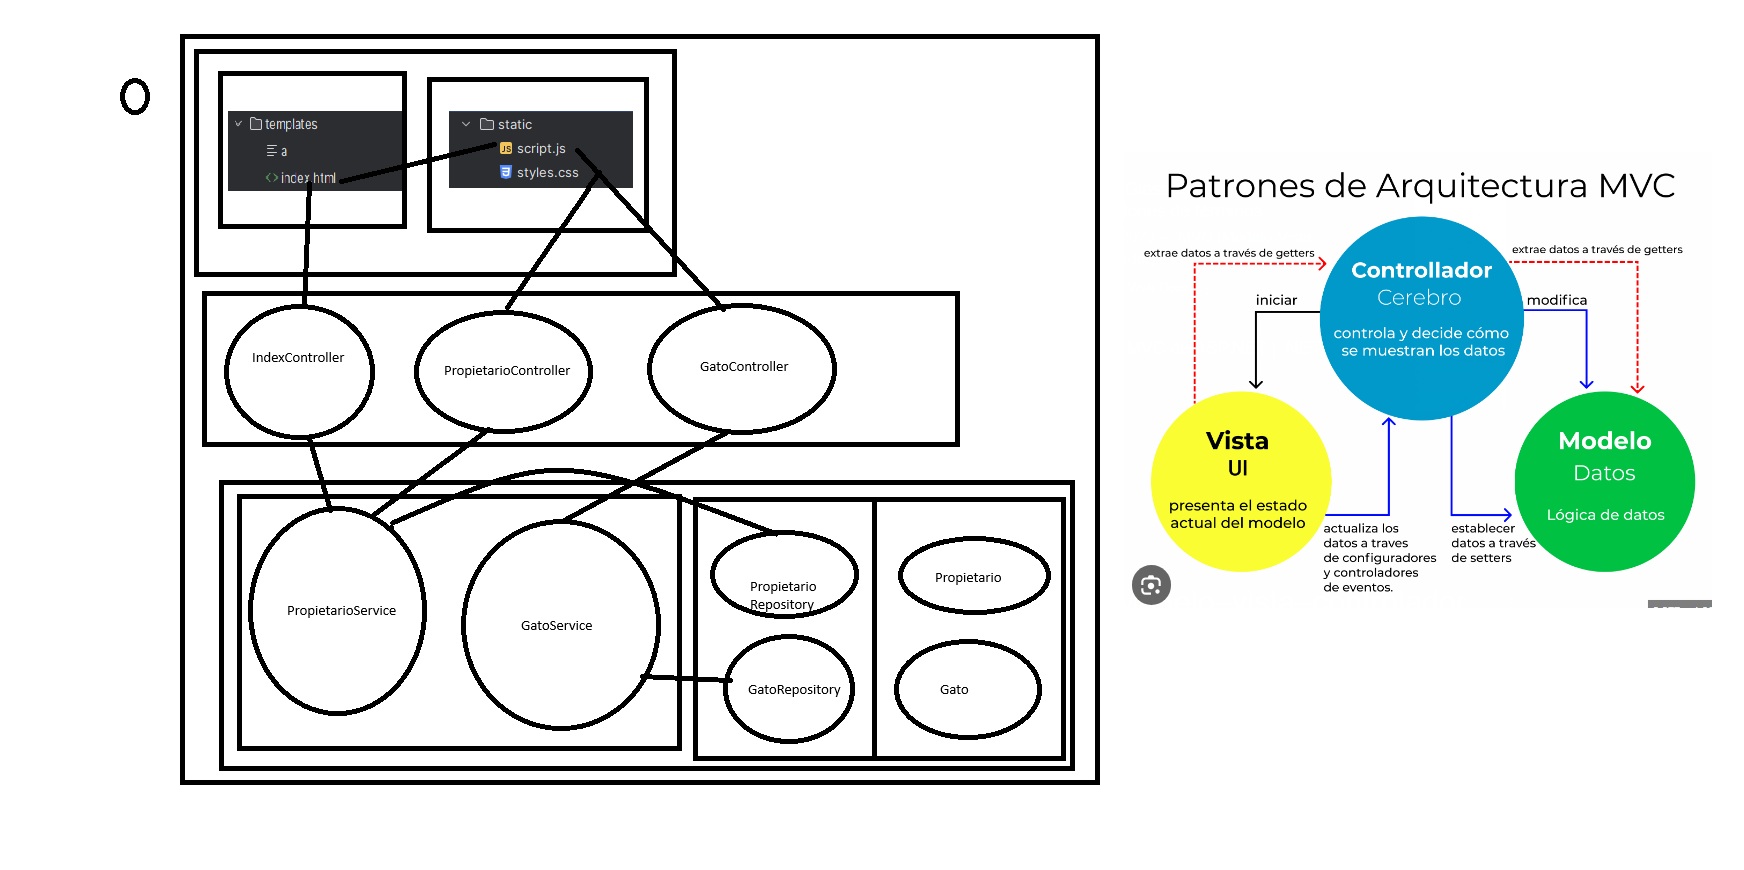 templates
a
index.html
static
JS script.js
styles.css
IndexController
PropietarioController
GatoController
PropietarioService
GatoService
Propietario
Repository
GatoRepository
Propietario
Gato
Patrones de Arquitectura MVC
extrae datos a través de getters
extrae datos a través de getters
Controllador
Cerebro
controla y decide cómo
se muestran los datos
iniciar
modifica
Vista
UI
presenta el estado
actual del modelo
Modelo
Datos
Lógica de datos
actualiza los
datos a traves
de configuradores
y controladores
de eventos.
establecer
datos a través
de setters